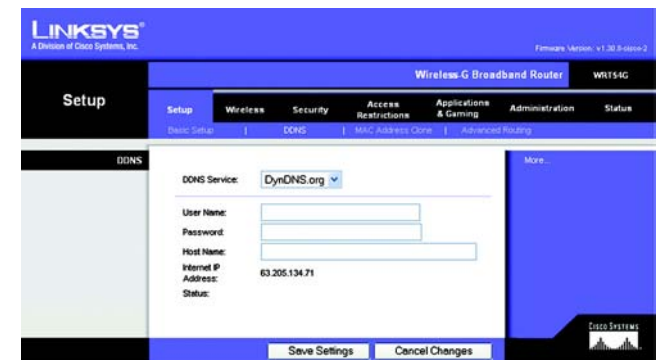 LINKSYS®
A Division of Cisco Systems, Inc.
Firmware Version: v1.30.8-cisco-2
Wireless-G Broadband Router WRT54G
Setup
Setup Wireless Security Access Restrictions Applications & Gaming Administration Status
Basic Setup | DDNS | MAC Address Clone | Advanced Routing
DDNS
DDNS Service: DynDNS.org
More...
User Name:
Password:
Host Name:
Internet IP Address: 63.205.134.71
Status:
Save Settings Cancel Changes
CISCO SYSTEMS